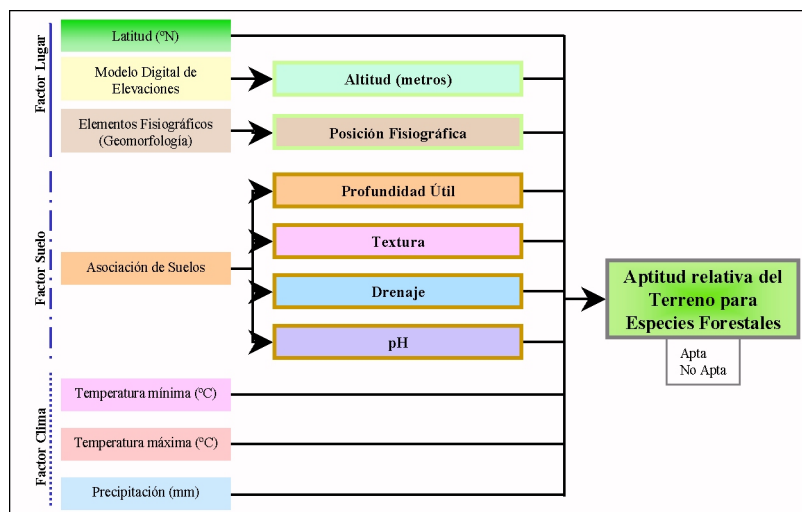 Factor Lugar
Latitud (ºN)
Modelo Digital de
Elevaciones
Altitud (metros)
Elementos Fisiográficos
(Geomorfología)
Posición Fisiográfica
Factor Suelo
Asociación de Suelos
Profundidad Útil
Textura
Drenaje
pH
Factor Clima
Temperatura mínima (ºC)
Temperatura máxima (ºC)
Precipitación (mm)
Aptitud relativa del
Terreno para
Especies Forestales
Apta
No Apta